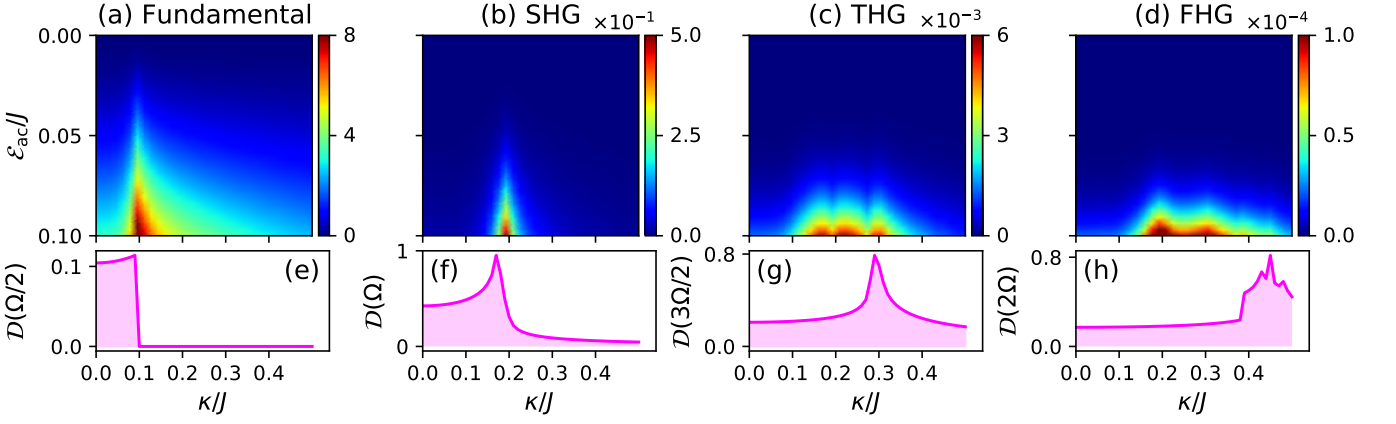 (a) Fundamental
(b) SHG
×10⁻¹
(c) THG
×10⁻³
(d) FHG
×10⁻⁴
0.00
0.05
0.10
ℰac/J
8
4
0
5.0
2.5
0.0
6
3
0
1.0
0.5
0.0
(e)
(f)
(g)
(h)
𝒟(Ω/2)
0.1
0.0
𝒟(Ω)
1
0
𝒟(3Ω/2)
0.8
0.0
𝒟(2Ω)
0.8
0.0
0.0 0.1 0.2 0.3 0.4
0.0 0.2 0.4
0.0 0.1 0.2 0.3 0.4
0.0 0.1 0.2 0.3 0.4
κ/J
κ/J
κ/J
κ/J